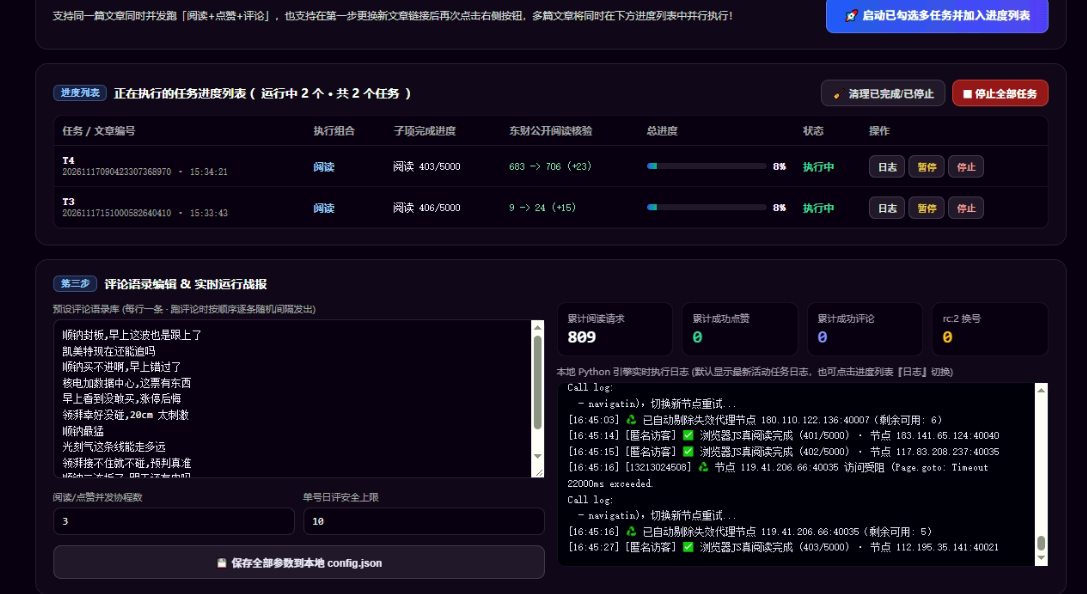 支持同一篇文章同时并发跑「阅读+点赞+评论」，也支持在第一步更换新文章链接后再次点击右侧按钮，多篇文章将同时在下方进度列表中并行执行！
🚀 启动已勾选多任务并加入进度列表
进度列表 正在执行的任务进度列表（ 运行中 2 个 • 共 2 个任务 ）
清理已完成/已停止
■ 停止全部任务
任务 / 文章编号 执行组合 子项完成进度 东财公开阅读核验 总进度 状态 操作
T4
20261117090423307368970 • 15:34:21 阅读 阅读 403/5000 683 -> 706 (+23) 8% 执行中 日志 暂停 停止
T3
20261117151000582640410 • 15:33:43 阅读 阅读 406/5000 9 -> 24 (+15) 8% 执行中 日志 暂停 停止
第三步 评论语录编辑 & 实时运行战报
预设评论语录库 (每行一条 · 跑评论时按顺序逐条随机间隔发出)
顺钠封板,早上这波也是跟上了
凯美特现在还能追吗
顺钠买不进啊,早上错过了
核电加数据中心,这票有东西
早上看到没敢买,涨停后悔
领湃幸好没碰,20cm 太刺激
顺钠最猛
光刻气这条线能走多远
领湃接不住就不碰,预判真准
阅读/点赞并发协程数
3
单号日评安全上限
10
保存全部参数到本地 config.json
累计阅读请求
809
累计成功点赞
0
累计成功评论
0
rc:2 换号
0
本地 Python 引擎实时执行日志 (默认显示最新活动任务日志，也可点击进度列表『日志』切换)
Call log:
- navigatin)，切换新节点重试...
[16:45:03] ♻ 已自动剔除失效代理节点 180.110.122.136:40007 (剩余可用: 6)
[16:45:14] [匿名访客] ✅ 浏览器JS真阅读完成 (401/5000) · 节点 183.141.65.124:40040
[16:45:15] [匿名访客] ✅ 浏览器JS真阅读完成 (402/5000) · 节点 117.83.208.237:40035
[16:45:16] [13213024508] ♻ 节点 119.41.206.66:40035 访问受阻 (Page.goto: Timeout
22000ms exceeded.
Call log:
- navigatin)，切换新节点重试...
[16:45:16] ♻ 已自动剔除失效代理节点 119.41.206.66:40035 (剩余可用: 5)
[16:45:27] [匿名访客] ✅ 浏览器JS真阅读完成 (403/5000) · 节点 112.195.35.141:40021